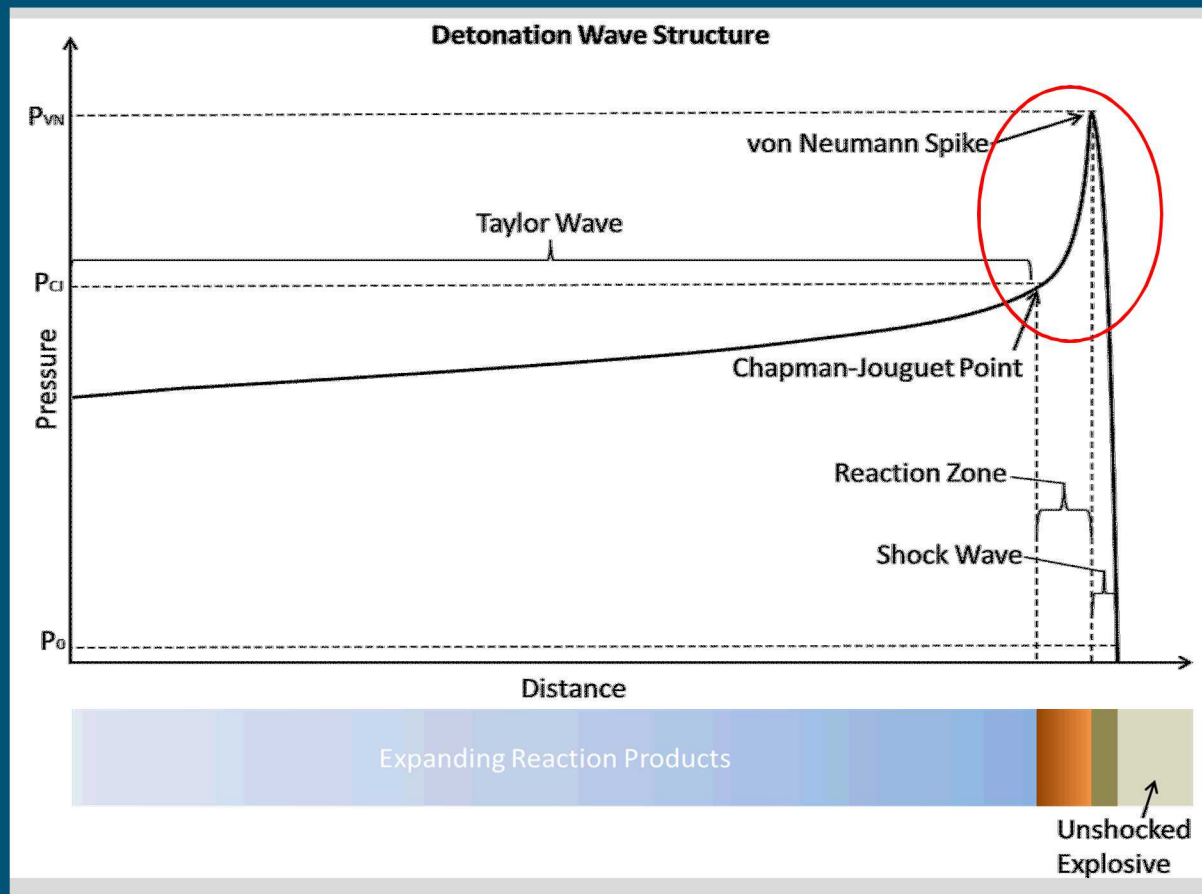 Detonation Wave Structure
PVN
von Neumann Spike
Taylor Wave
PCJ
Pressure
Chapman-Jouguet Point
Reaction Zone
Shock Wave
P0
Distance
Expanding Reaction Products
Unshocked
Explosive